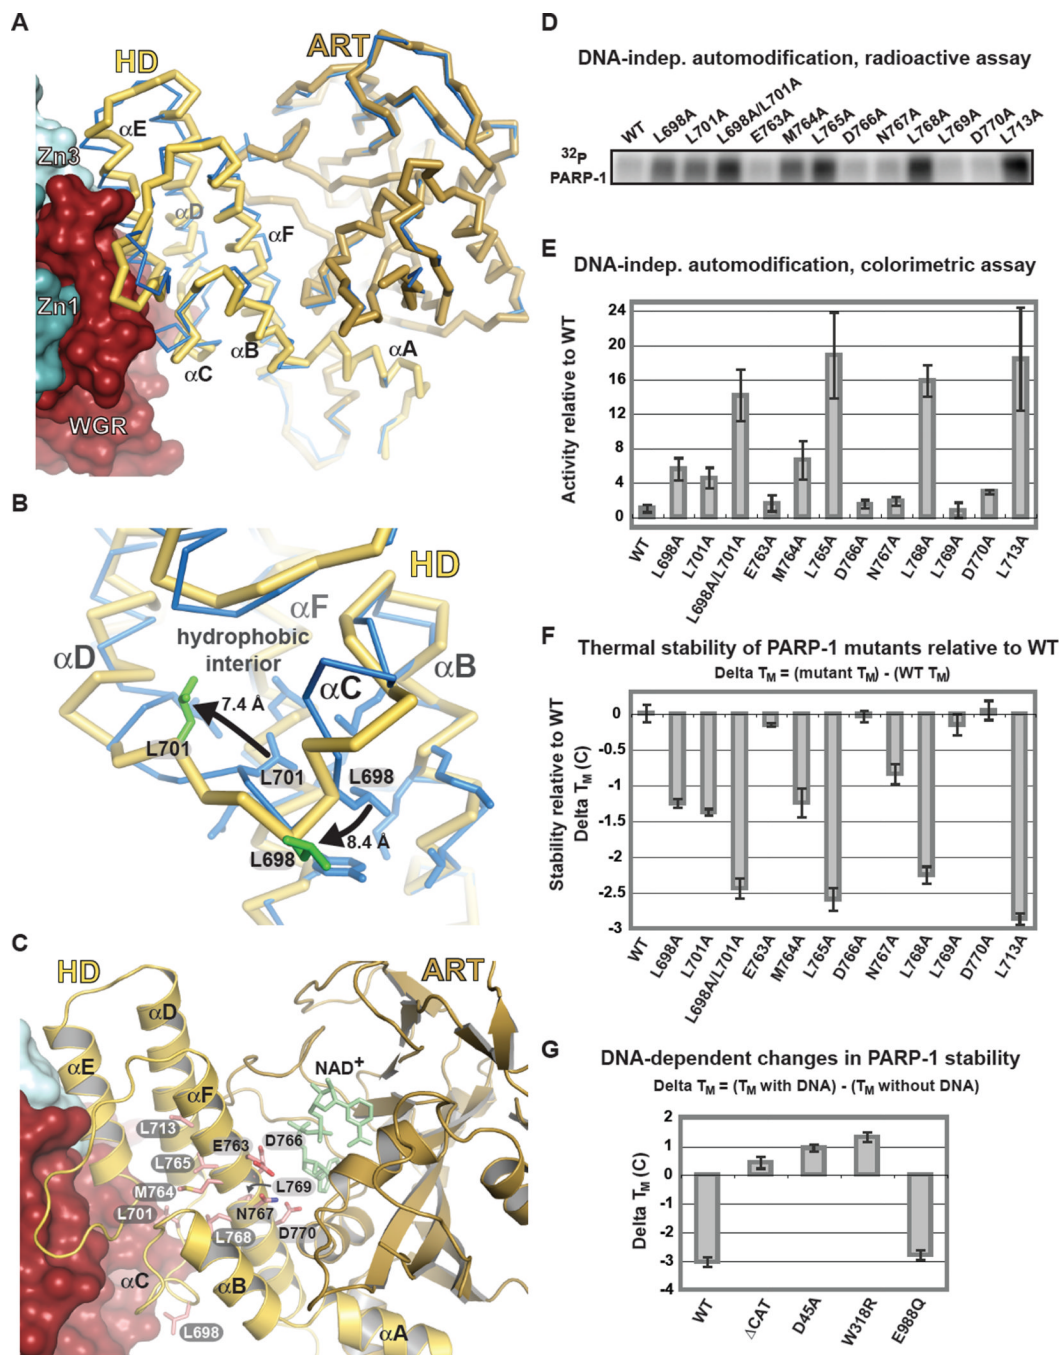 A
HD
ART
αE
Zn3
αD
αF
Zn1
αB
αA
αC
WGR
B
HD
αF
hydrophobic
interior
αD
αB
αC
7.4 Å
L701
L701
L698
8.4 Å
L698
C
HD
ART
αD
αE
NAD+
αF
L713
E763
D766
L765
M764
L769
L701
N767
L768
D770
αC
αB
L698
αA
D
DNA-indep. automodification, radioactive assay
WT L698A L701A L698A/L701A E763A M764A L765A D766A N767A L768A L769A D770A L713A
32P
PARP-1
E
DNA-indep. automodification, colorimetric assay
Activity relative to WT
24
20
16
12
8
4
0
WT L698A L701A L698A/L701A E763A M764A L765A D766A N767A L768A L769A D770A L713A
F
Thermal stability of PARP-1 mutants relative to WT
Delta TM = (mutant TM) - (WT TM)
Stability relative to WT
Delta TM (C)
0
-0.5
-1
-1.5
-2
-2.5
-3
WT L698A L701A L698A/L701A E763A M764A L765A D766A N767A L768A L769A D770A L713A
G
DNA-dependent changes in PARP-1 stability
Delta TM = (TM with DNA) - (TM without DNA)
Delta TM (C)
2
1
0
-1
-2
-3
-4
WT ΔCAT D45A W318R E988Q